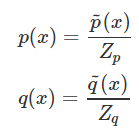 p(x) = p̃(x) / Z_p
q(x) = q̃(x) / Z_q